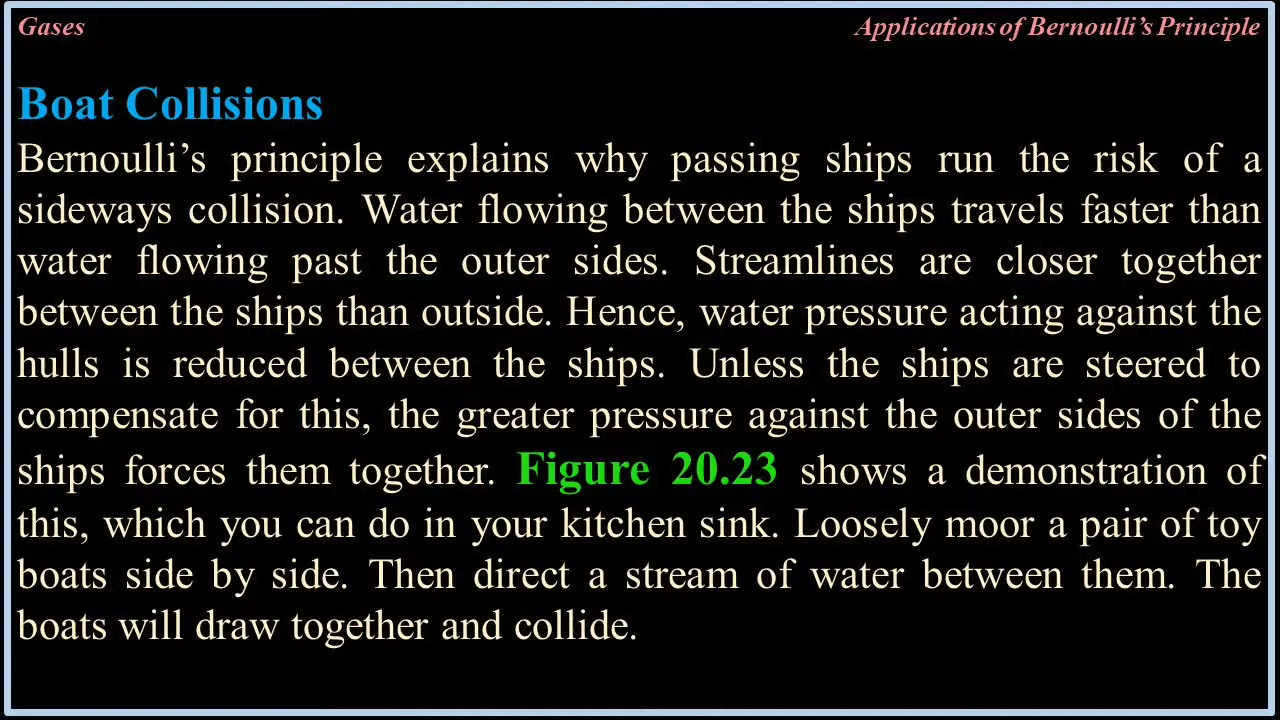 Gases
Applications of Bernoulli’s Principle
Boat Collisions
Bernoulli’s principle explains why passing ships run the risk of a
sideways collision. Water flowing between the ships travels faster than
water flowing past the outer sides. Streamlines are closer together
between the ships than outside. Hence, water pressure acting against the
hulls is reduced between the ships. Unless the ships are steered to
compensate for this, the greater pressure against the outer sides of the
ships forces them together. Figure 20.23 shows a demonstration of
this, which you can do in your kitchen sink. Loosely moor a pair of toy
boats side by side. Then direct a stream of water between them. The
boats will draw together and collide.